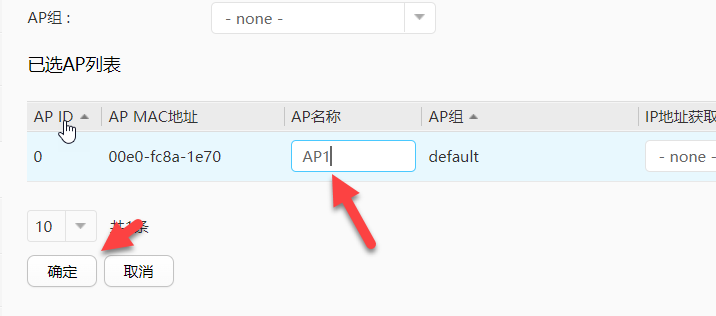 AP组 : - none -
已选AP列表
AP ID AP MAC地址 AP名称 AP组 IP地址获取
0 00e0-fc8a-1e70 AP1 default - none -
10 共1条
确定 取消